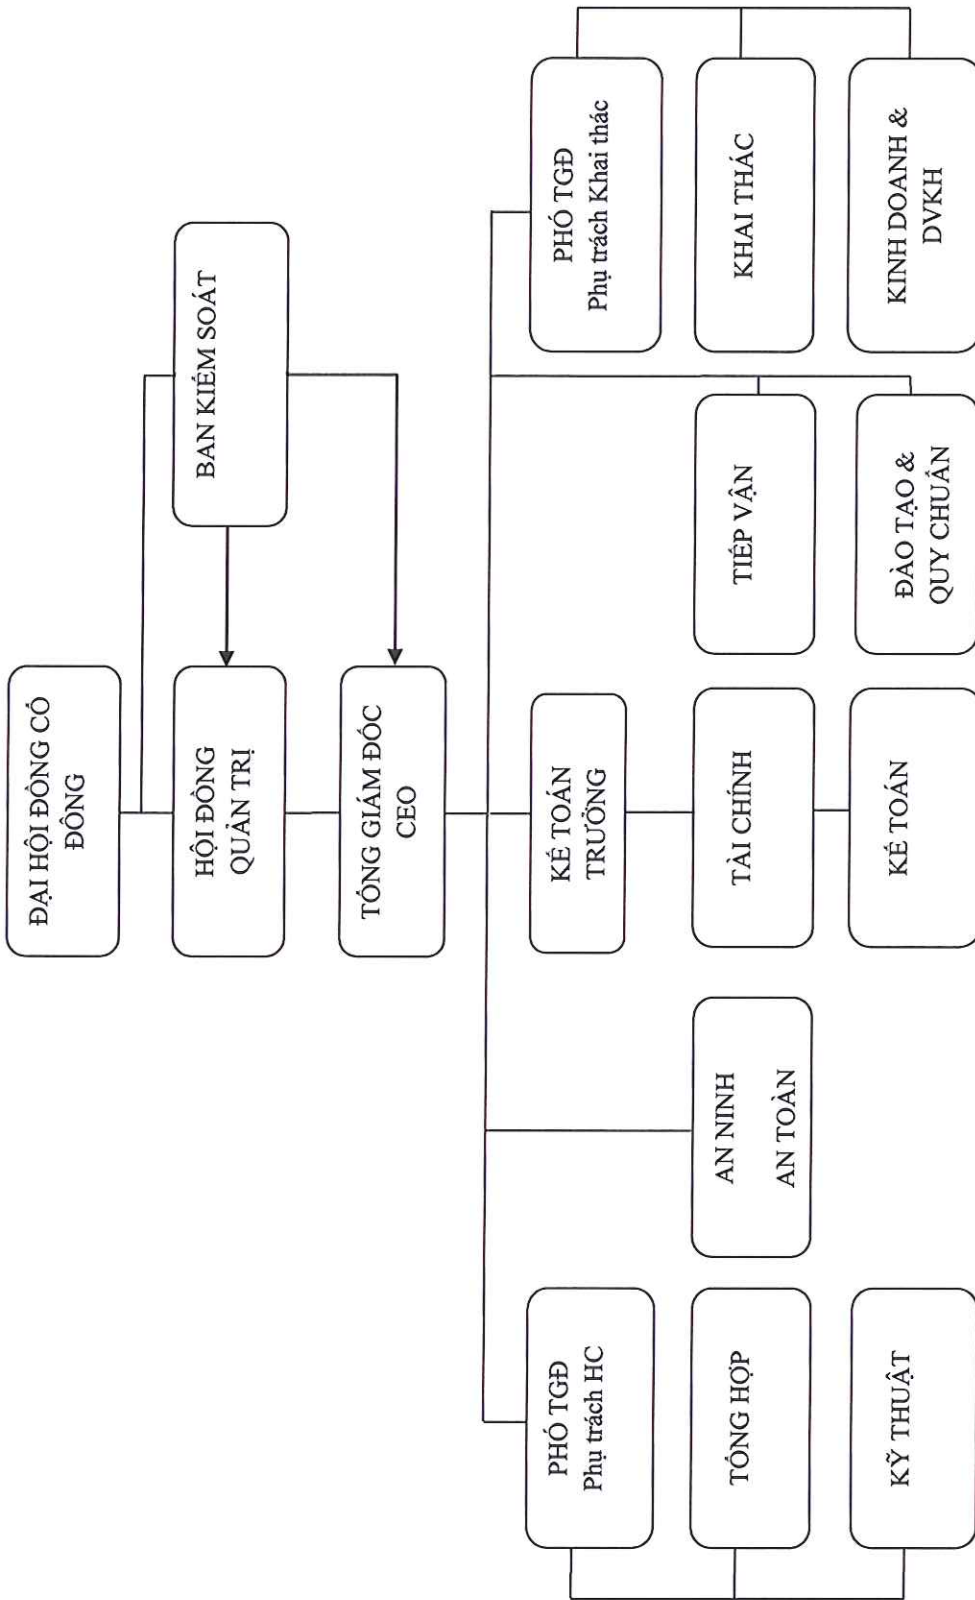 ĐẠI HỘI ĐỒNG CỔ
ĐÔNG
BAN KIỂM SOÁT
HỘI ĐỒNG
QUẢN TRỊ
TỔNG GIÁM ĐỐC
CEO
PHÓ TGĐ
Phụ trách HC
KẾ TOÁN
TRƯỞNG
PHÓ TGĐ
Phụ trách Khai thác
TỔNG HỢP
AN NINH
AN TOÀN
TÀI CHÍNH
TIẾP VẬN
KHAI THÁC
KỸ THUẬT
KẾ TOÁN
ĐÀO TẠO &
QUY CHUẨN
KINH DOANH &
DVKH